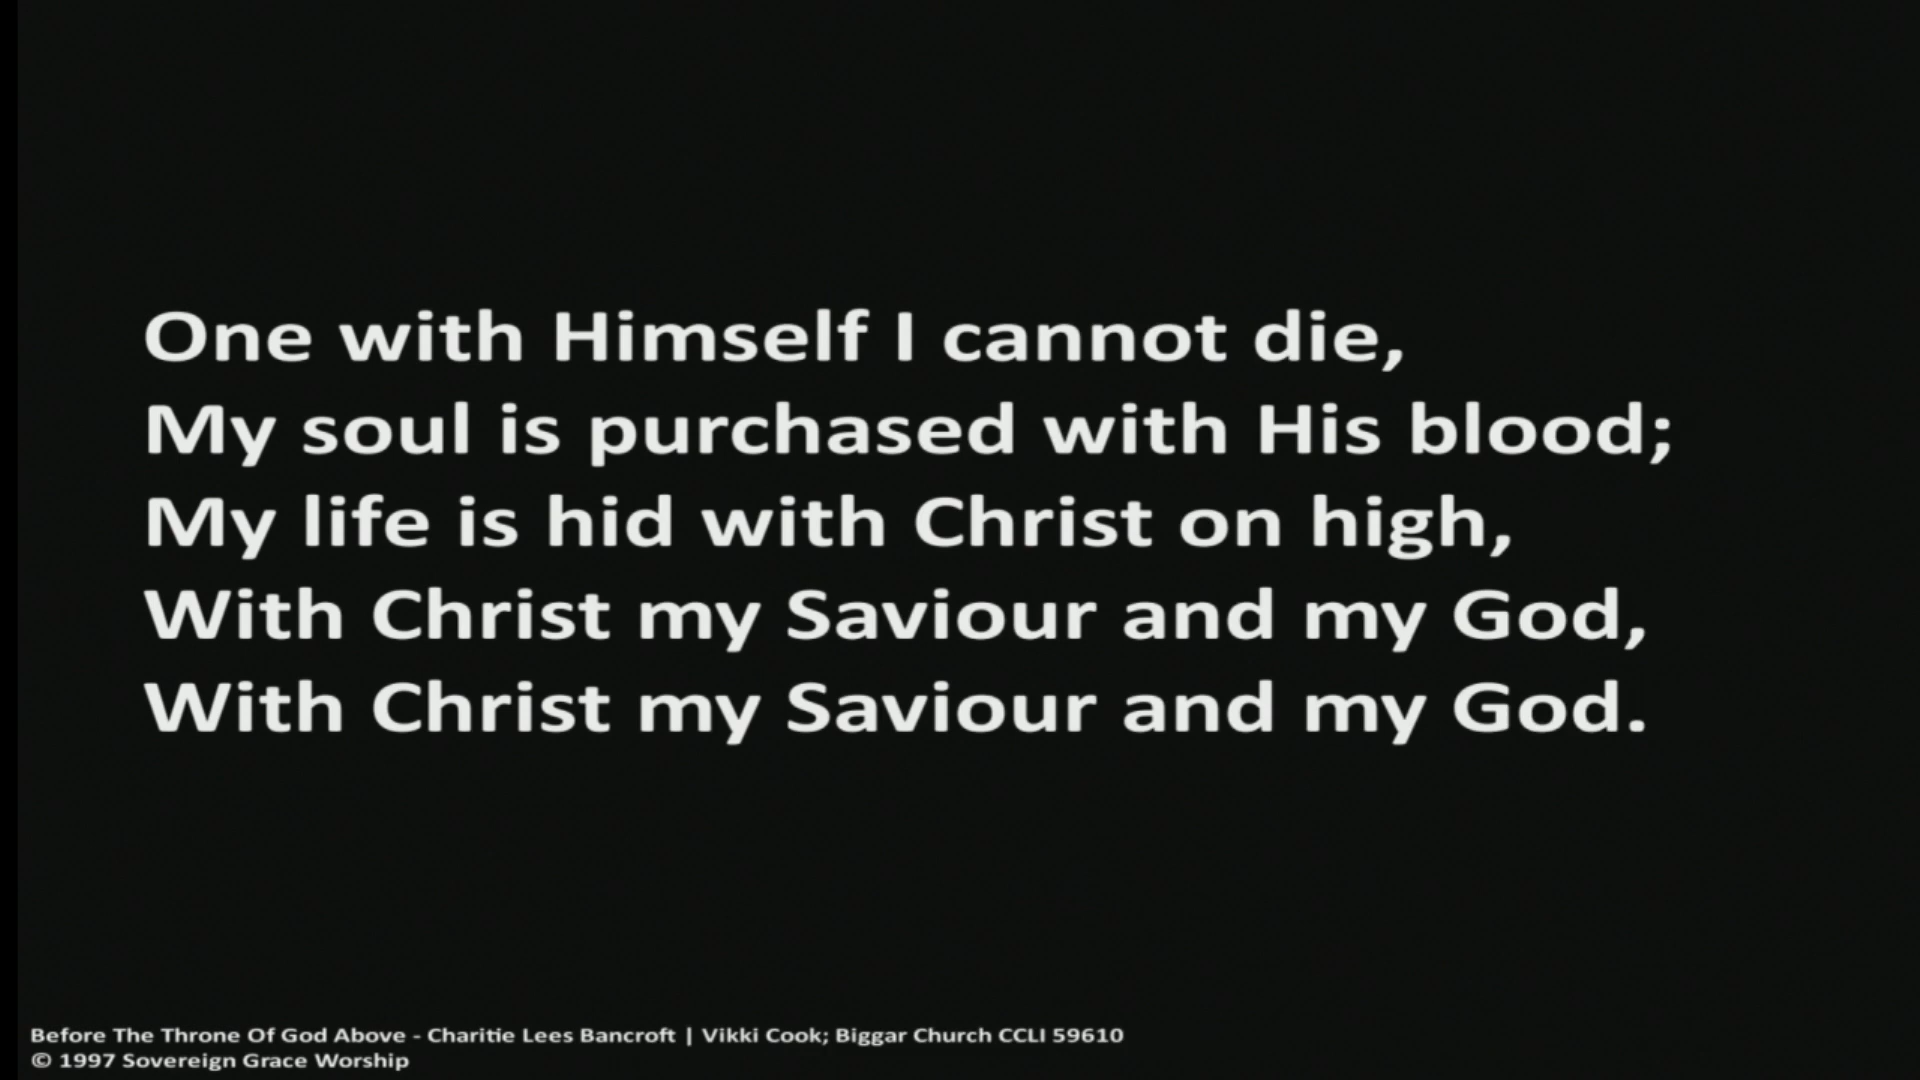 One with Himself I cannot die,
My soul is purchased with His blood;
My life is hid with Christ on high,
With Christ my Saviour and my God,
With Christ my Saviour and my God.
Before The Throne Of God Above - Charitie Lees Bancroft | Vikki Cook; Biggar Church CCLI 59610
© 1997 Sovereign Grace Worship